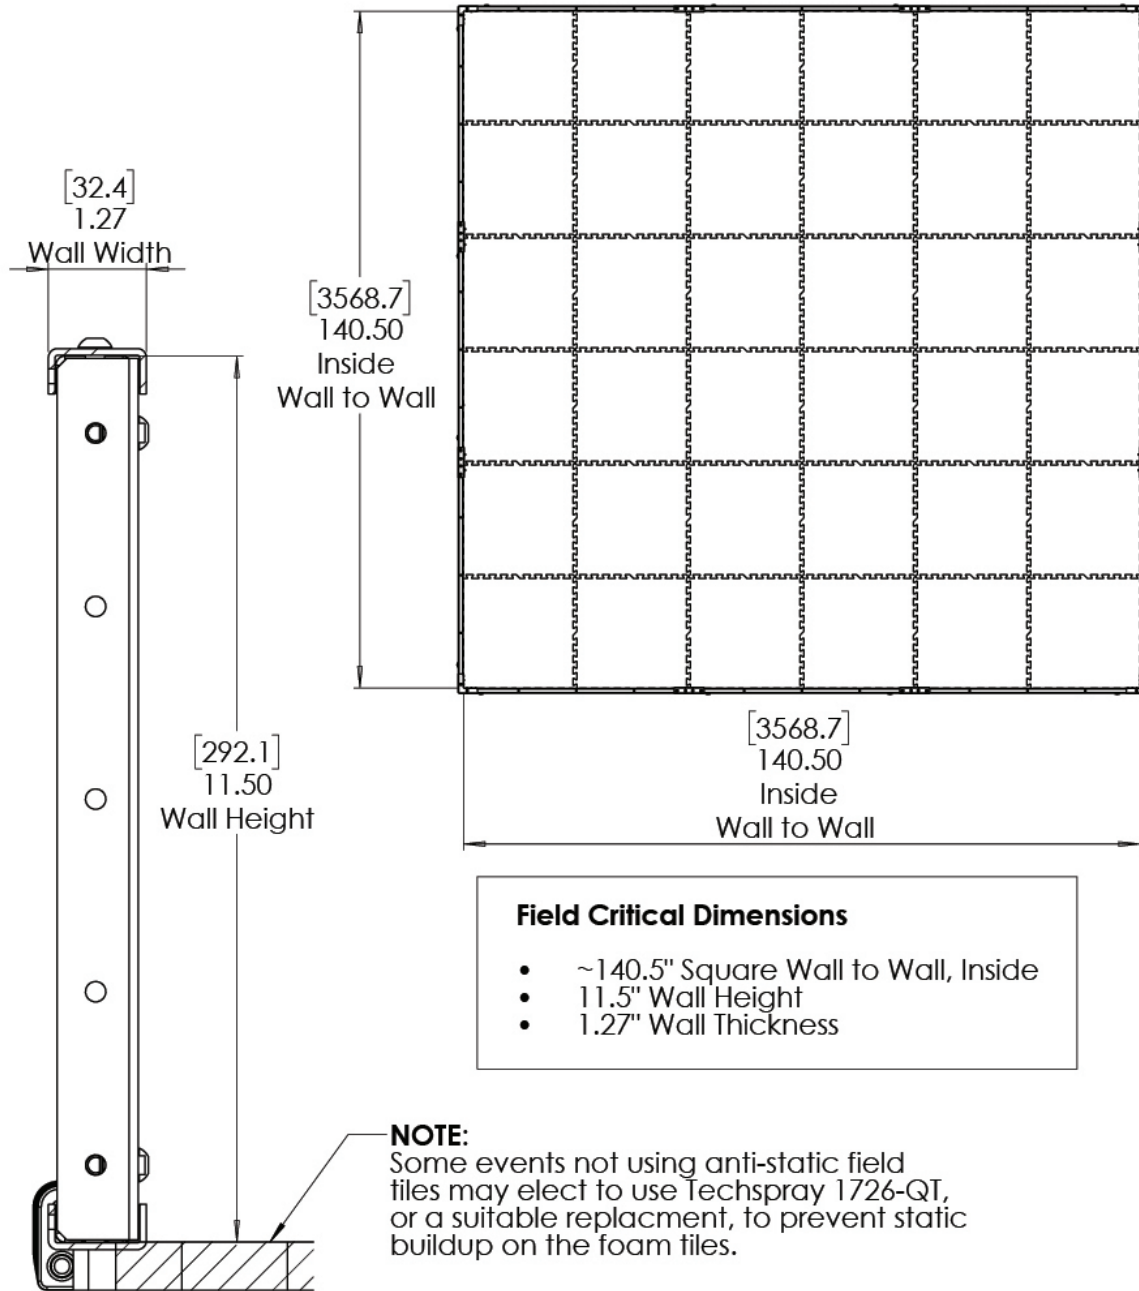 [32.4]
1.27
Wall Width
[3568.7]
140.50
Inside
Wall to Wall
[292.1]
11.50
Wall Height
[3568.7]
140.50
Inside
Wall to Wall
Field Critical Dimensions
• ~140.5" Square Wall to Wall, Inside
• 11.5" Wall Height
• 1.27" Wall Thickness
NOTE:
Some events not using anti-static field
tiles may elect to use Techspray 1726-QT,
or a suitable replacment, to prevent static
buildup on the foam tiles.